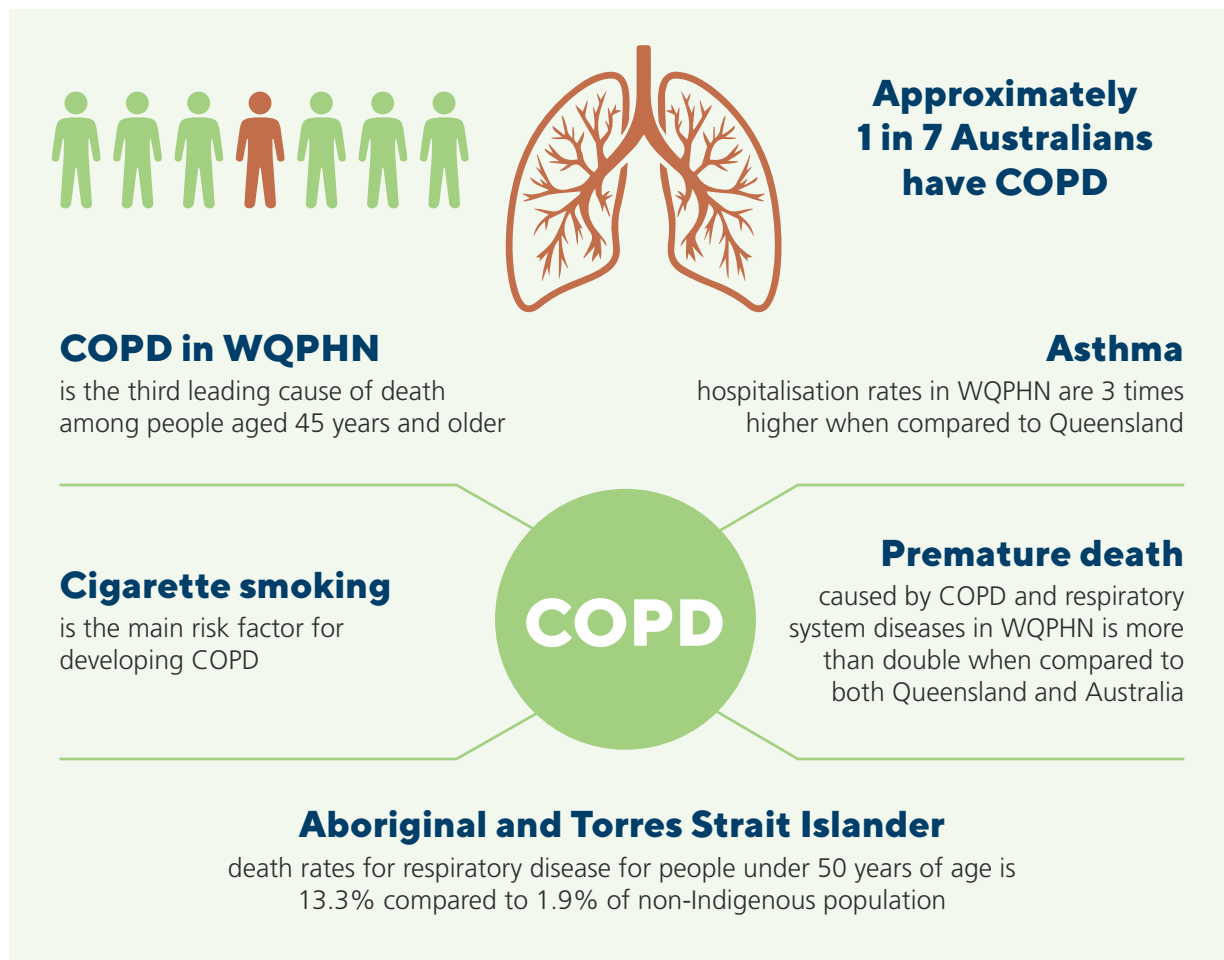 Approximately
1 in 7 Australians
have COPD
COPD in WQPHN
is the third leading cause of death
among people aged 45 years and older
Asthma
hospitalisation rates in WQPHN are 3 times
higher when compared to Queensland
Cigarette smoking
is the main risk factor for
developing COPD
COPD
Premature death
caused by COPD and respiratory
system diseases in WQPHN is more
than double when compared to
both Queensland and Australia
Aboriginal and Torres Strait Islander
death rates for respiratory disease for people under 50 years of age is
13.3% compared to 1.9% of non-Indigenous population